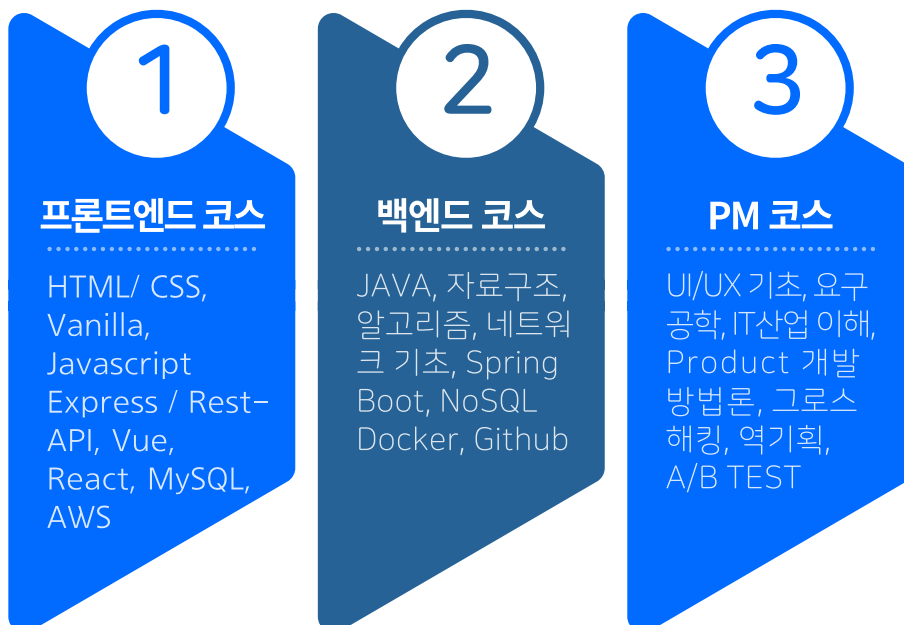 1
프론트엔드 코스
HTML/ CSS,
Vanilla,
Javascript
Express / Rest-
API, Vue,
React, MySQL,
AWS
2
백엔드 코스
JAVA, 자료구조,
알고리즘, 네트워
크 기초, Spring
Boot, NoSQL
Docker, Github
3
PM 코스
UI/UX 기초, 요구
공학, IT산업 이해,
Product 개발
방법론, 그로스
해킹, 역기획,
A/B TEST